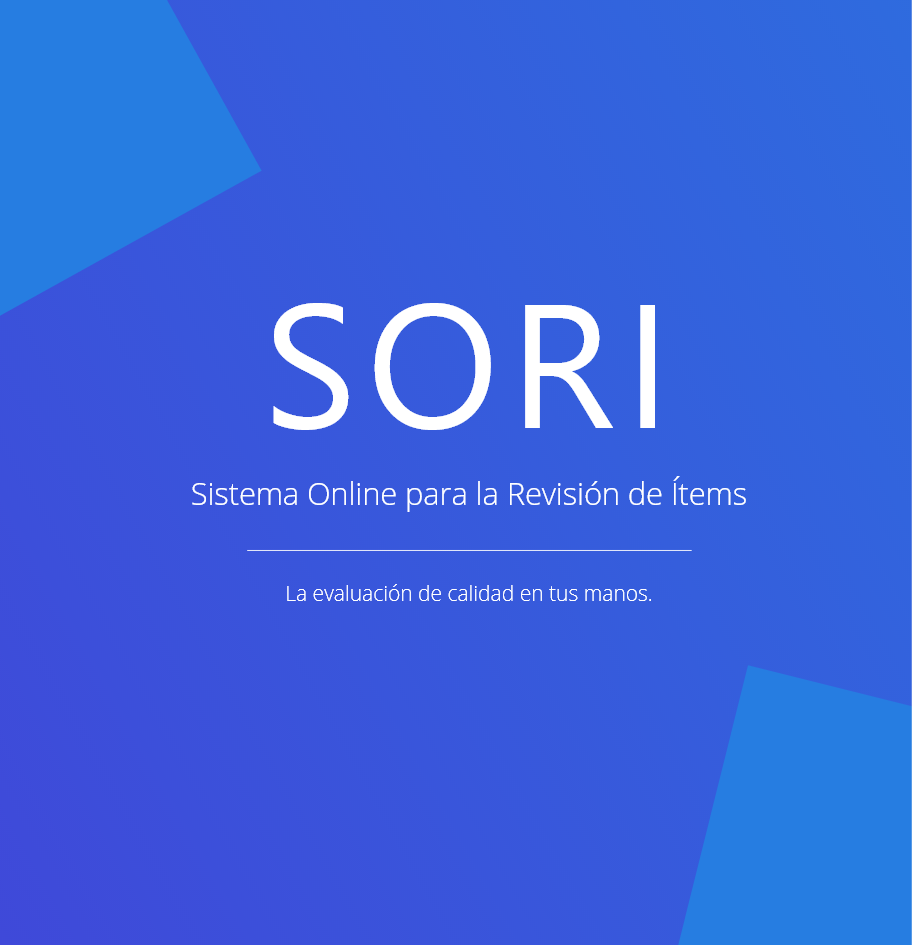 SORI
Sistema Online para la Revisión de Ítems
La evaluación de calidad en tus manos.